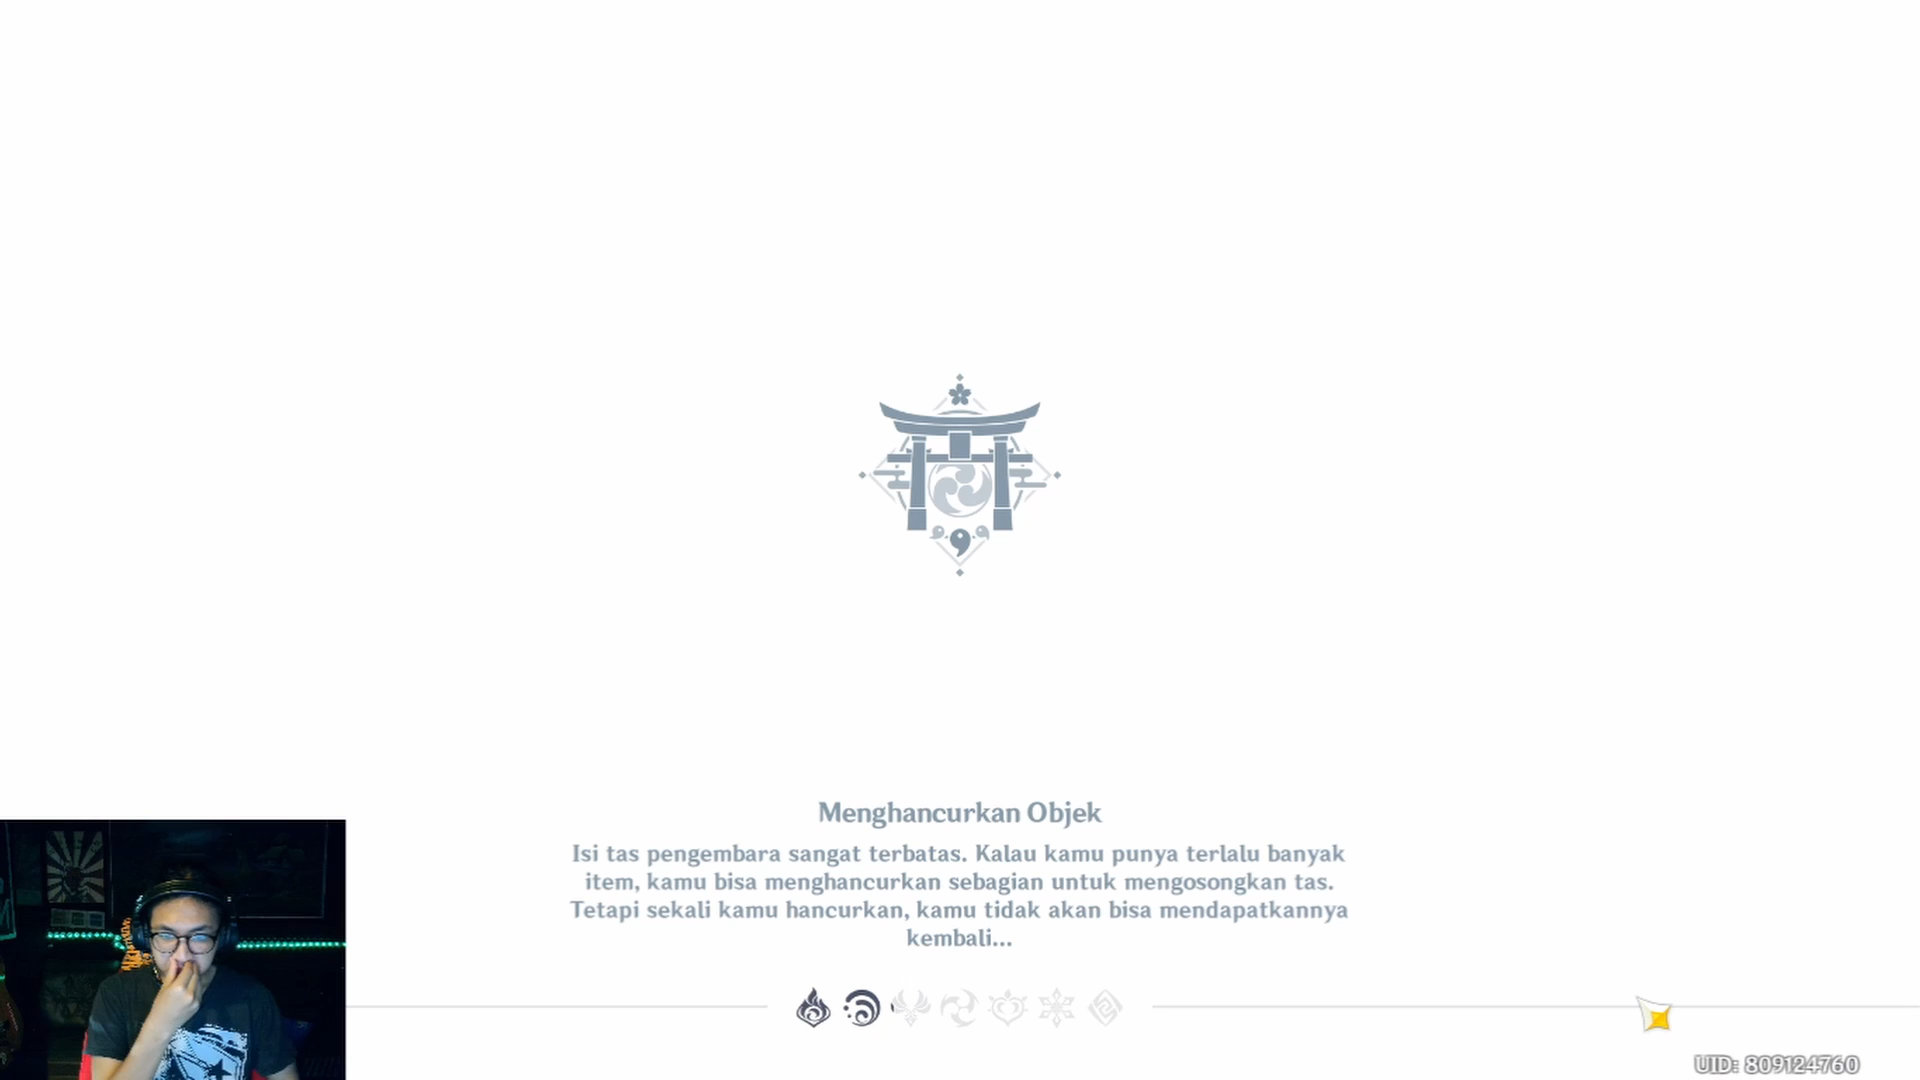 Menghancurkan Objek
Isi tas pengembara sangat terbatas. Kalau kamu punya terlalu banyak
item, kamu bisa menghancurkan sebagian untuk mengosongkan tas.
Tetapi sekali kamu hancurkan, kamu tidak akan bisa mendapatkannya
kembali...
UID: 809124760